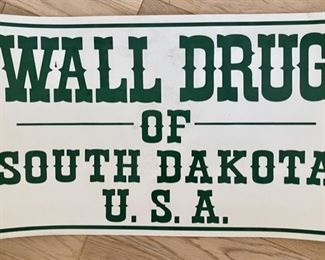 WALL DRUG
OF
SOUTH DAKOTA
U. S. A.